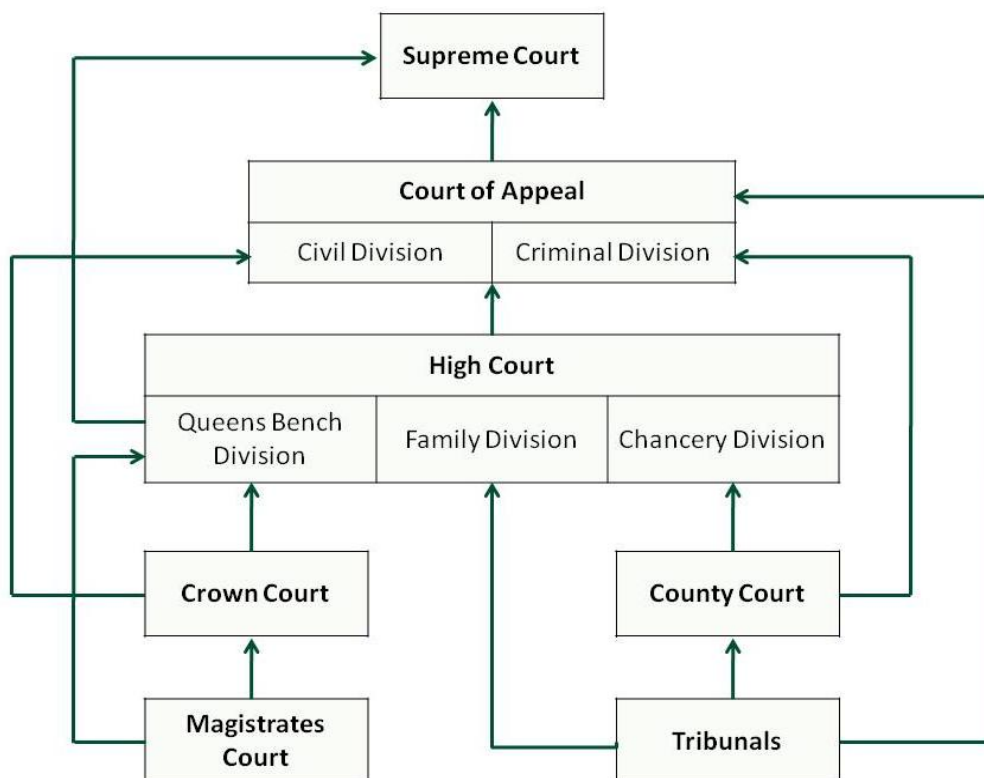 Supreme Court
Court of Appeal
Civil Division
Criminal Division
High Court
Queens Bench
Division
Family Division
Chancery Division
Crown Court
County Court
Magistrates
Court
Tribunals